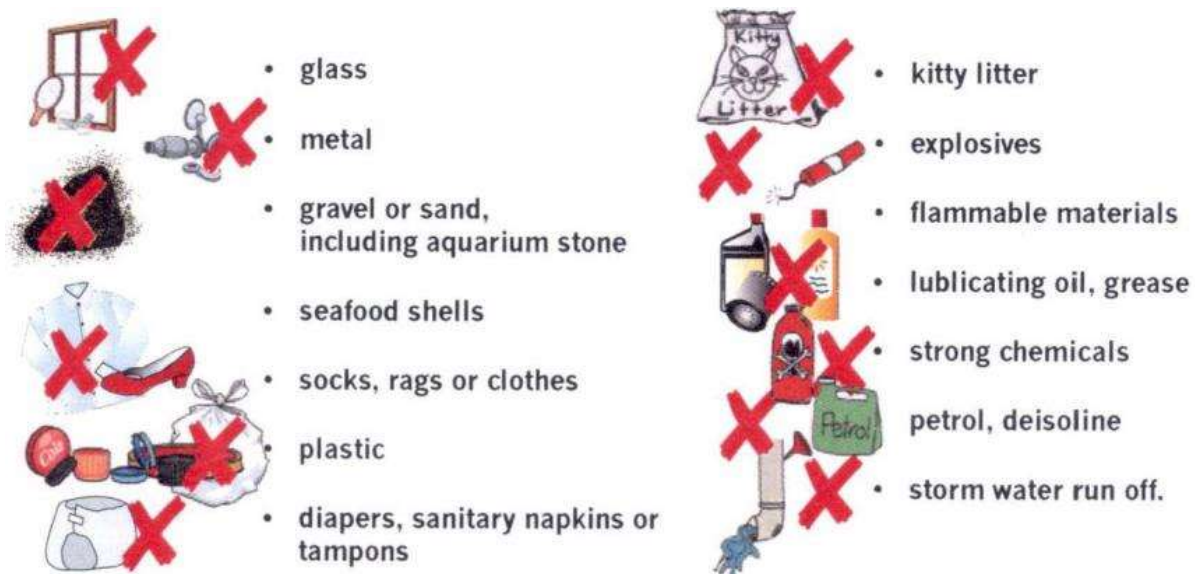 • glass
• metal
• gravel or sand,
including aquarium stone
• seafood shells
• socks, rags or clothes
• plastic
• diapers, sanitary napkins or
tampons
Cola
Kitty
Litter
• kitty litter
• explosives
• flammable materials
• lublicating oil, grease
• strong chemicals
Petrol
petrol, deisoline
• storm water run off.